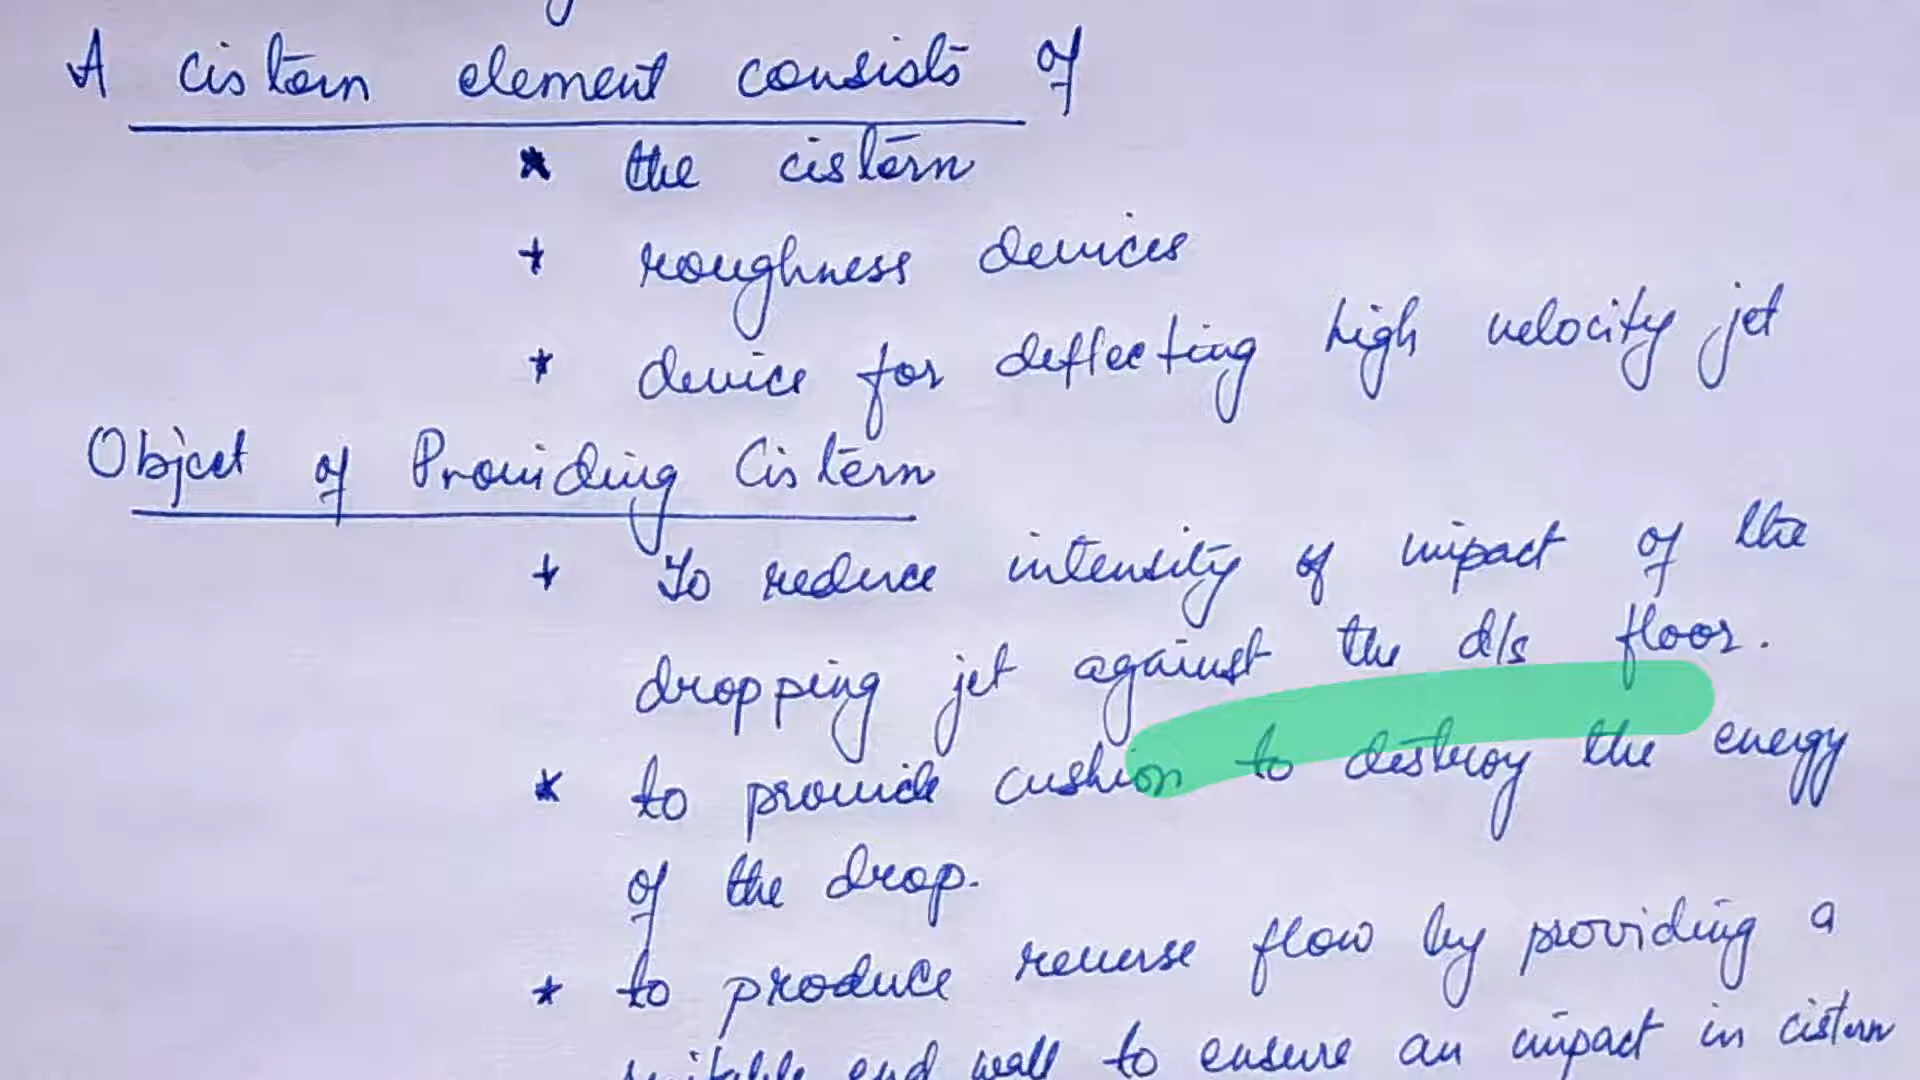 A cistern element consists of
* the cistern
* roughness devices
* device for deflecting high velocity jet
Object of Providing Cistern
* To reduce intensity of impact of the
dropping jet against the d/s floor.
* to provide cushion to destroy the energy
of the drop.
* to produce reverse flow by providing a
suitable end wall to ensure an impact in cistern